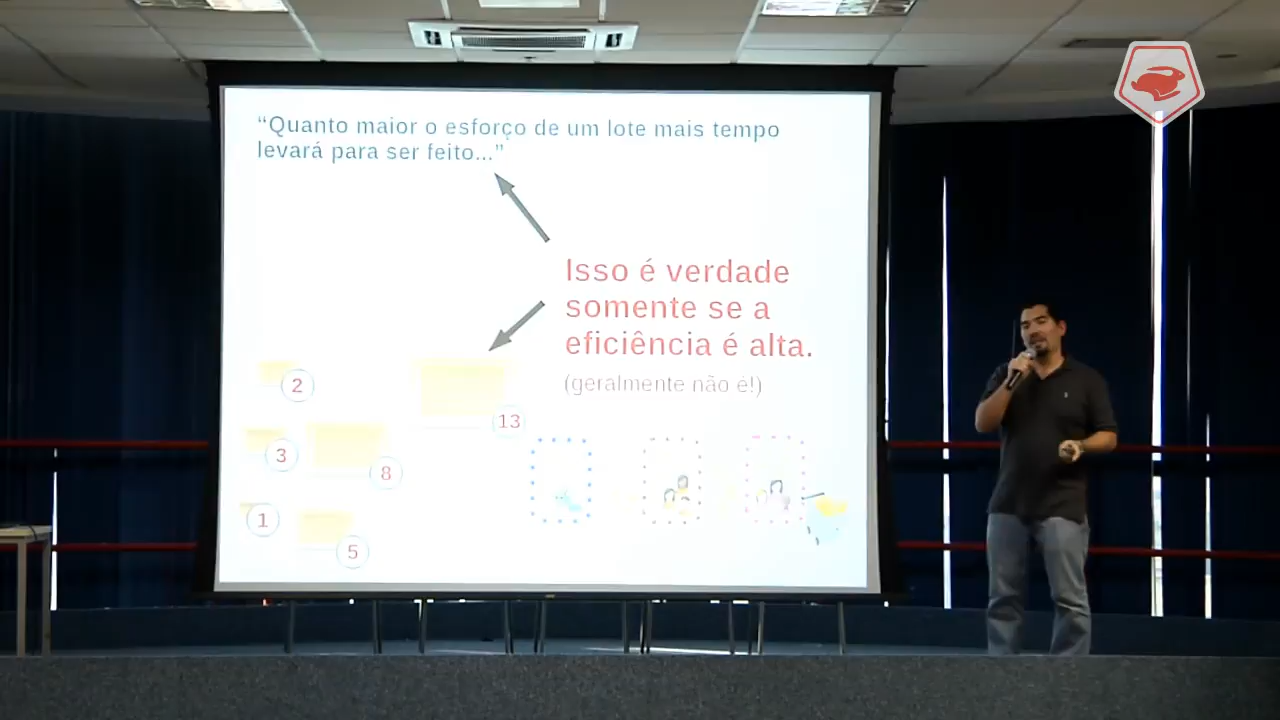 “Quanto maior o esforço de um lote mais tempo
levará para ser feito...”
Isso é verdade
somente se a
eficiência é alta.
(geralmente não é!)
2
13
3
8
1
5